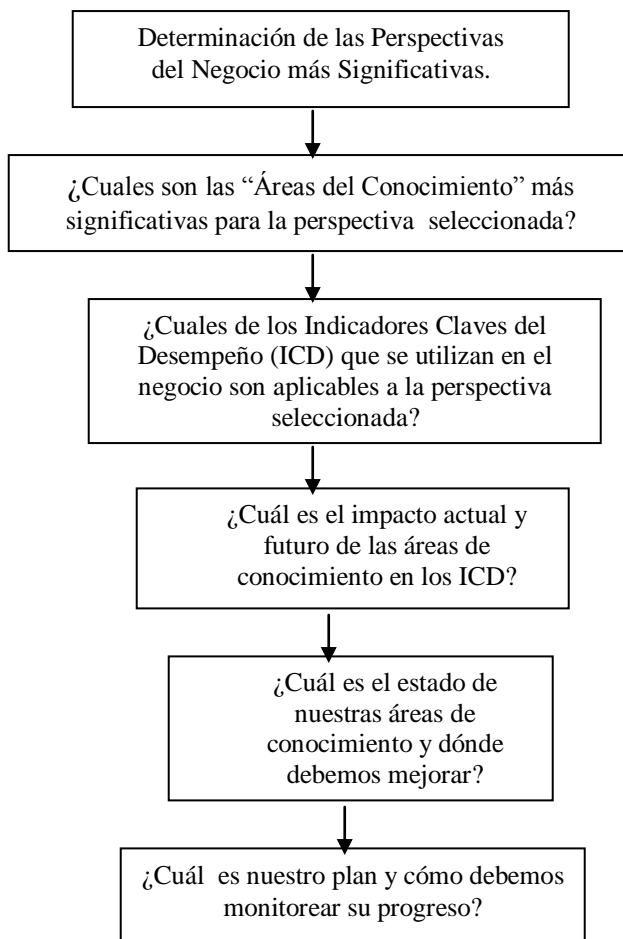 Determinación de las Perspectivas
del Negocio más Significativas.
¿Cuales son las “Áreas del Conocimiento” más
significativas para la perspectiva seleccionada?
¿Cuales de los Indicadores Claves del
Desempeño (ICD) que se utilizan en el
negocio son aplicables a la perspectiva
seleccionada?
¿Cuál es el impacto actual y
futuro de las áreas de
conocimiento en los ICD?
¿Cuál es el estado de
nuestras áreas de
conocimiento y dónde
debemos mejorar?
¿Cuál es nuestro plan y cómo debemos
monitorear su progreso?